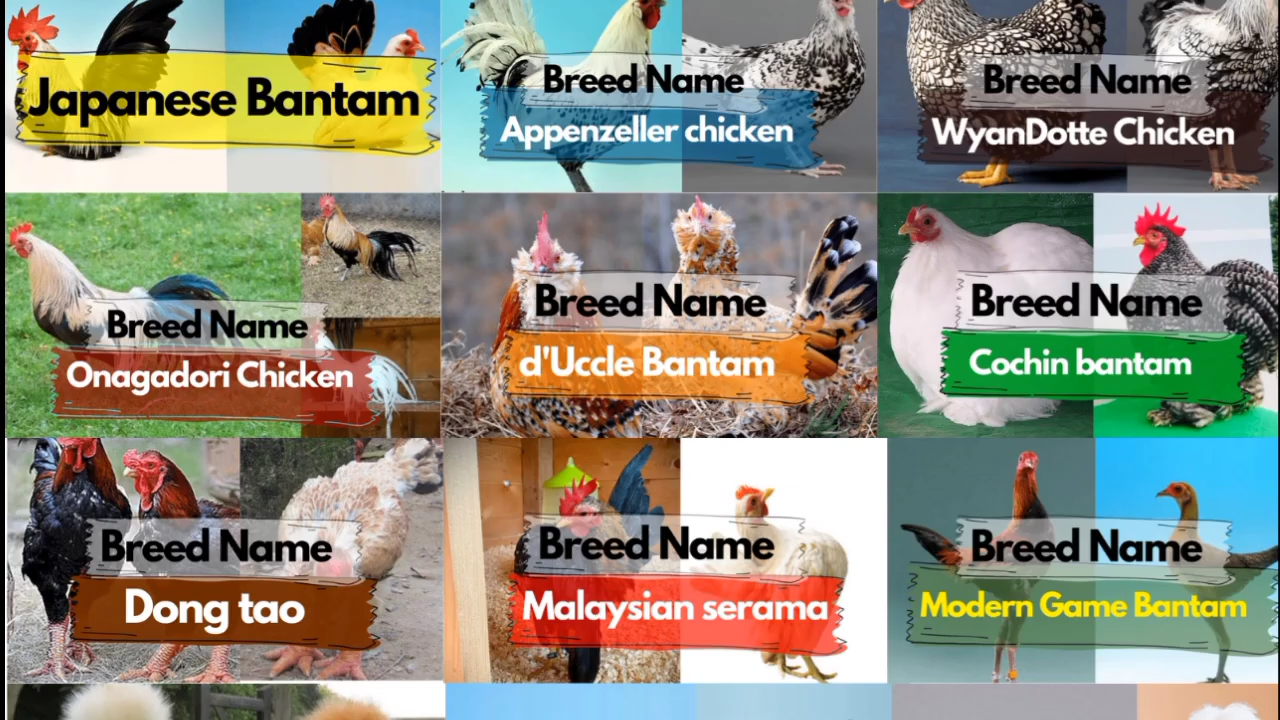 Japanese Bantam
Breed Name
Appenzeller chicken
Breed Name
WyanDotte Chicken
Breed Name
Onagadori Chicken
Breed Name
d'Uccle Bantam
Breed Name
Cochin bantam
Breed Name
Dong tao
Breed Name
Malaysian serama
Breed Name
Modern Game Bantam